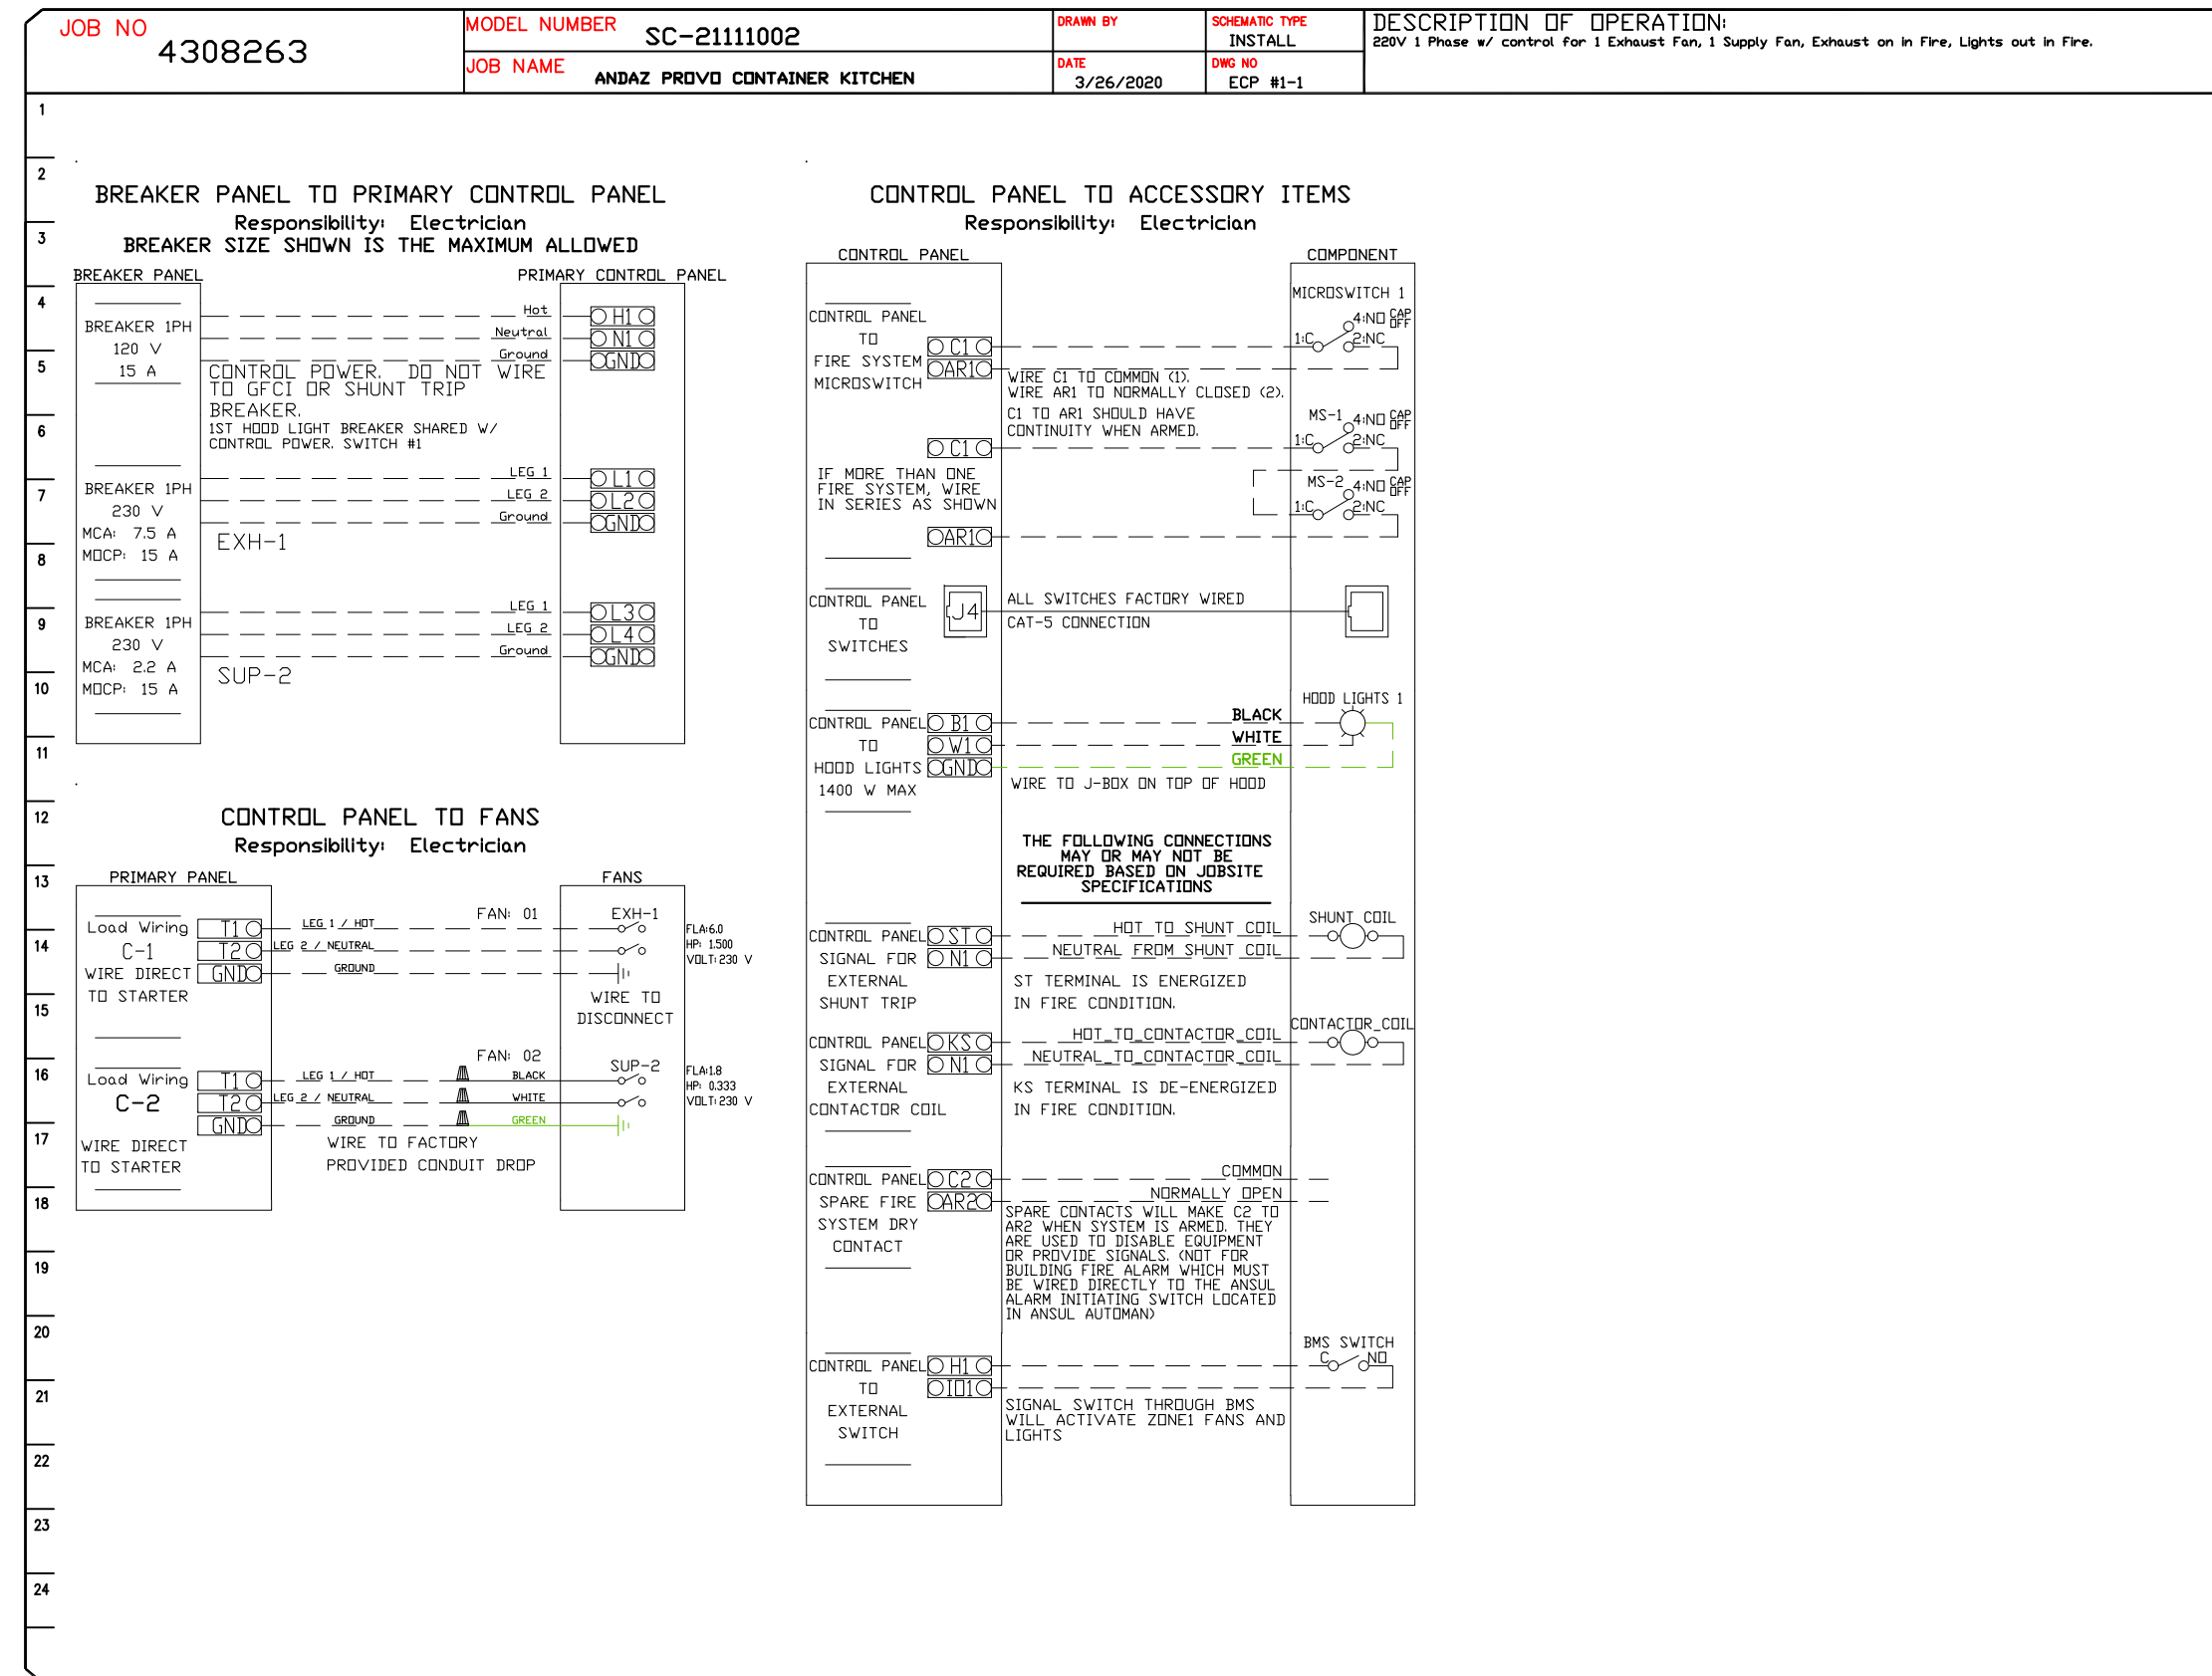 JOB NO
4308263
MODEL NUMBER
SC-21111002
JOB NAME
ANDAZ PROVO CONTAINER KITCHEN
DRAWN BY
DATE
3/26/2020
SCHEMATIC TYPE
INSTALL
DWG NO
ECP #1-1
DESCRIPTION OF OPERATION:
220V 1 Phase w/ control for 1 Exhaust Fan, 1 Supply Fan, Exhaust on in Fire, Lights out in Fire.
1
2
3
4
5
6
7
8
9
10
11
12
13
14
15
16
17
18
19
20
21
22
23
24
BREAKER PANEL TO PRIMARY CONTROL PANEL
Responsibility: Electrician
BREAKER SIZE SHOWN IS THE MAXIMUM ALLOWED
BREAKER PANEL
PRIMARY CONTROL PANEL
BREAKER 1PH
120 V
15 A
Hot
H1
Neutral
N1
Ground
GND
CONTROL POWER. DO NOT WIRE
TO GFCI OR SHUNT TRIP
BREAKER.
1ST HOOD LIGHT BREAKER SHARED W/
CONTROL POWER. SWITCH #1
BREAKER 1PH
230 V
MCA: 7.5 A
MOCP: 15 A
LEG 1
L1
LEG 2
L2
Ground
GND
EXH-1
BREAKER 1PH
230 V
MCA: 2.2 A
MOCP: 15 A
LEG 1
L3
LEG 2
L4
Ground
GND
SUP-2
CONTROL PANEL TO FANS
Responsibility: Electrician
PRIMARY PANEL
FANS
Load Wiring
C-1
WIRE DIRECT
TO STARTER
T1
T2
GND
LEG 1 / HOT
LEG 2 / NEUTRAL
GROUND
FAN: 01
EXH-1
FLA:6.0
HP: 1.500
VOLT: 230 V
WIRE TO
DISCONNECT
Load Wiring
C-2
WIRE DIRECT
TO STARTER
T1
T2
GND
LEG 1 / HOT
LEG 2 / NEUTRAL
GROUND
FAN: 02
BLACK
WHITE
GREEN
SUP-2
FLA:1.8
HP: 0.333
VOLT: 230 V
WIRE TO FACTORY
PROVIDED CONDUIT DROP
CONTROL PANEL TO ACCESSORY ITEMS
Responsibility: Electrician
CONTROL PANEL
COMPONENT
CONTROL PANEL
TO
FIRE SYSTEM
MICROSWITCH
C1
AR1
MICROSWITCH 1
4:NO CAP OFF
1:C
2:NC
WIRE C1 TO COMMON (1).
WIRE AR1 TO NORMALLY CLOSED (2).
C1 TO AR1 SHOULD HAVE
CONTINUITY WHEN ARMED.
C1
MS-1
4:NO CAP OFF
1:C
2:NC
IF MORE THAN ONE
FIRE SYSTEM, WIRE
IN SERIES AS SHOWN
MS-2
4:NO CAP OFF
1:C
2:NC
AR1
CONTROL PANEL
TO
SWITCHES
J4
ALL SWITCHES FACTORY WIRED
CAT-5 CONNECTION
CONTROL PANEL
TO
HOOD LIGHTS
1400 W MAX
B1
W1
GND
BLACK
WHITE
GREEN
HOOD LIGHTS 1
WIRE TO J-BOX ON TOP OF HOOD
THE FOLLOWING CONNECTIONS
MAY OR MAY NOT BE
REQUIRED BASED ON JOBSITE
SPECIFICATIONS
CONTROL PANEL
SIGNAL FOR
EXTERNAL
SHUNT TRIP
ST
N1
HOT TO SHUNT COIL
NEUTRAL FROM SHUNT COIL
SHUNT COIL
ST TERMINAL IS ENERGIZED
IN FIRE CONDITION.
CONTROL PANEL
SIGNAL FOR
EXTERNAL
CONTACTOR COIL
KS
N1
HOT_TO_CONTACTOR_COIL
NEUTRAL_TO_CONTACTOR_COIL
CONTACTOR_COIL
KS TERMINAL IS DE-ENERGIZED
IN FIRE CONDITION.
CONTROL PANEL
SPARE FIRE
SYSTEM DRY
CONTACT
C2
AR2
COMMON
NORMALLY OPEN
SPARE CONTACTS WILL MAKE C2 TO
AR2 WHEN SYSTEM IS ARMED. THEY
ARE USED TO DISABLE EQUIPMENT
OR PROVIDE SIGNALS. (NOT FOR
BUILDING FIRE ALARM WHICH MUST
BE WIRED DIRECTLY TO THE ANSUL
ALARM INITIATING SWITCH LOCATED
IN ANSUL AUTOMAN)
CONTROL PANEL
TO
EXTERNAL
SWITCH
H1
IO1
BMS SWITCH
C
NO
SIGNAL SWITCH THROUGH BMS
WILL ACTIVATE ZONE1 FANS AND
LIGHTS